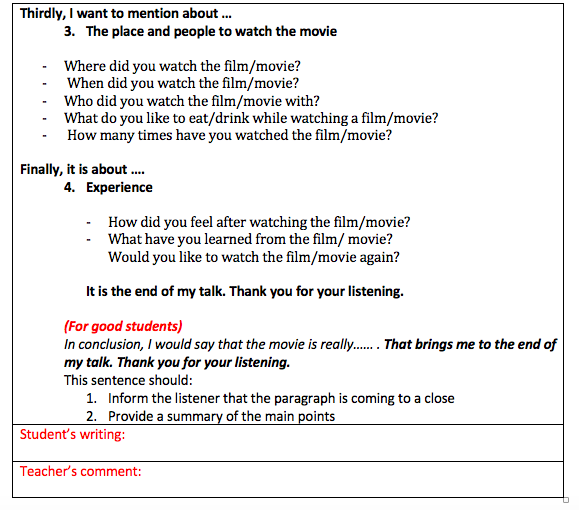 Thirdly, I want to mention about ...
3. The place and people to watch the movie
- Where did you watch the film/movie?
- When did you watch the film/movie?
- Who did you watch the film/movie with?
- What do you like to eat/drink while watching a film/movie?
- How many times have you watched the film/movie?
Finally, it is about ....
4. Experience
- How did you feel after watching the film/movie?
- What have you learned from the film/ movie?
Would you like to watch the film/movie again?
It is the end of my talk. Thank you for your listening.
(For good students)
In conclusion, I would say that the movie is really...... . That brings me to the end of
my talk. Thank you for your listening.
This sentence should:
1. Inform the listener that the paragraph is coming to a close
2. Provide a summary of the main points
Student's writing:
Teacher's comment: